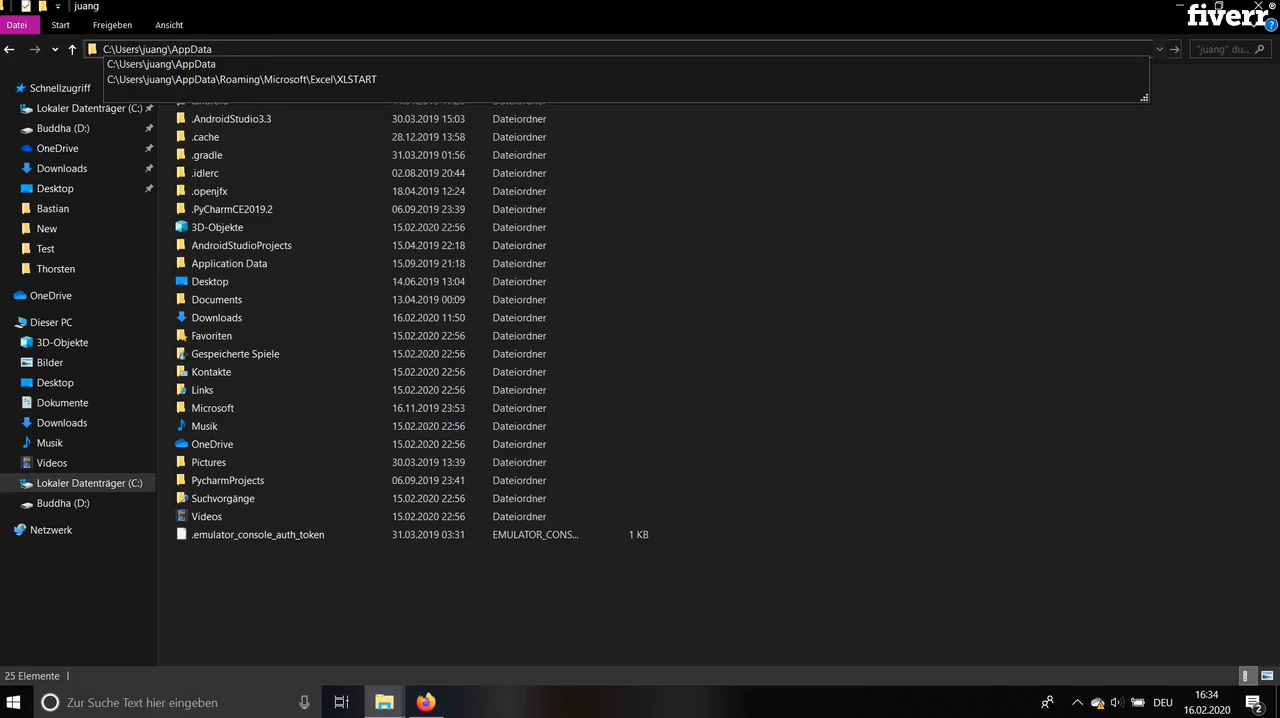 juang
fiverr®
Datei Start Freigeben Ansicht
C:\Users\juang\AppData
"juang" du...
C:\Users\juang\AppData
C:\Users\juang\AppData\Roaming\Microsoft\Excel\XLSTART
Schnellzugriff
Lokaler Datenträger (C:)
Buddha (D:)
OneDrive
Downloads
Desktop
Bastian
New
Test
Thorsten
OneDrive
Dieser PC
3D-Objekte
Bilder
Desktop
Dokumente
Downloads
Musik
Videos
Lokaler Datenträger (C:)
Buddha (D:)
Netzwerk
.AndroidStudio3.3 30.03.2019 15:03 Dateiordner
.cache 28.12.2019 13:58 Dateiordner
.gradle 31.03.2019 01:56 Dateiordner
.idlerc 02.08.2019 20:44 Dateiordner
.openjfx 18.04.2019 12:24 Dateiordner
.PyCharmCE2019.2 06.09.2019 23:39 Dateiordner
3D-Objekte 15.02.2020 22:56 Dateiordner
AndroidStudioProjects 15.04.2019 22:18 Dateiordner
Application Data 15.09.2019 21:18 Dateiordner
Desktop 14.06.2019 13:04 Dateiordner
Documents 13.04.2019 00:09 Dateiordner
Downloads 16.02.2020 11:50 Dateiordner
Favoriten 15.02.2020 22:56 Dateiordner
Gespeicherte Spiele 15.02.2020 22:56 Dateiordner
Kontakte 15.02.2020 22:56 Dateiordner
Links 15.02.2020 22:56 Dateiordner
Microsoft 16.11.2019 23:53 Dateiordner
Musik 15.02.2020 22:56 Dateiordner
OneDrive 15.02.2020 22:56 Dateiordner
Pictures 30.03.2019 13:39 Dateiordner
PycharmProjects 06.09.2019 23:41 Dateiordner
Suchvorgänge 15.02.2020 22:56 Dateiordner
Videos 15.02.2020 22:56 Dateiordner
.emulator_console_auth_token 31.03.2019 03:31 EMULATOR_CONS... 1 KB
25 Elemente
Zur Suche Text hier eingeben
DEU
16:34
16.02.2020
2